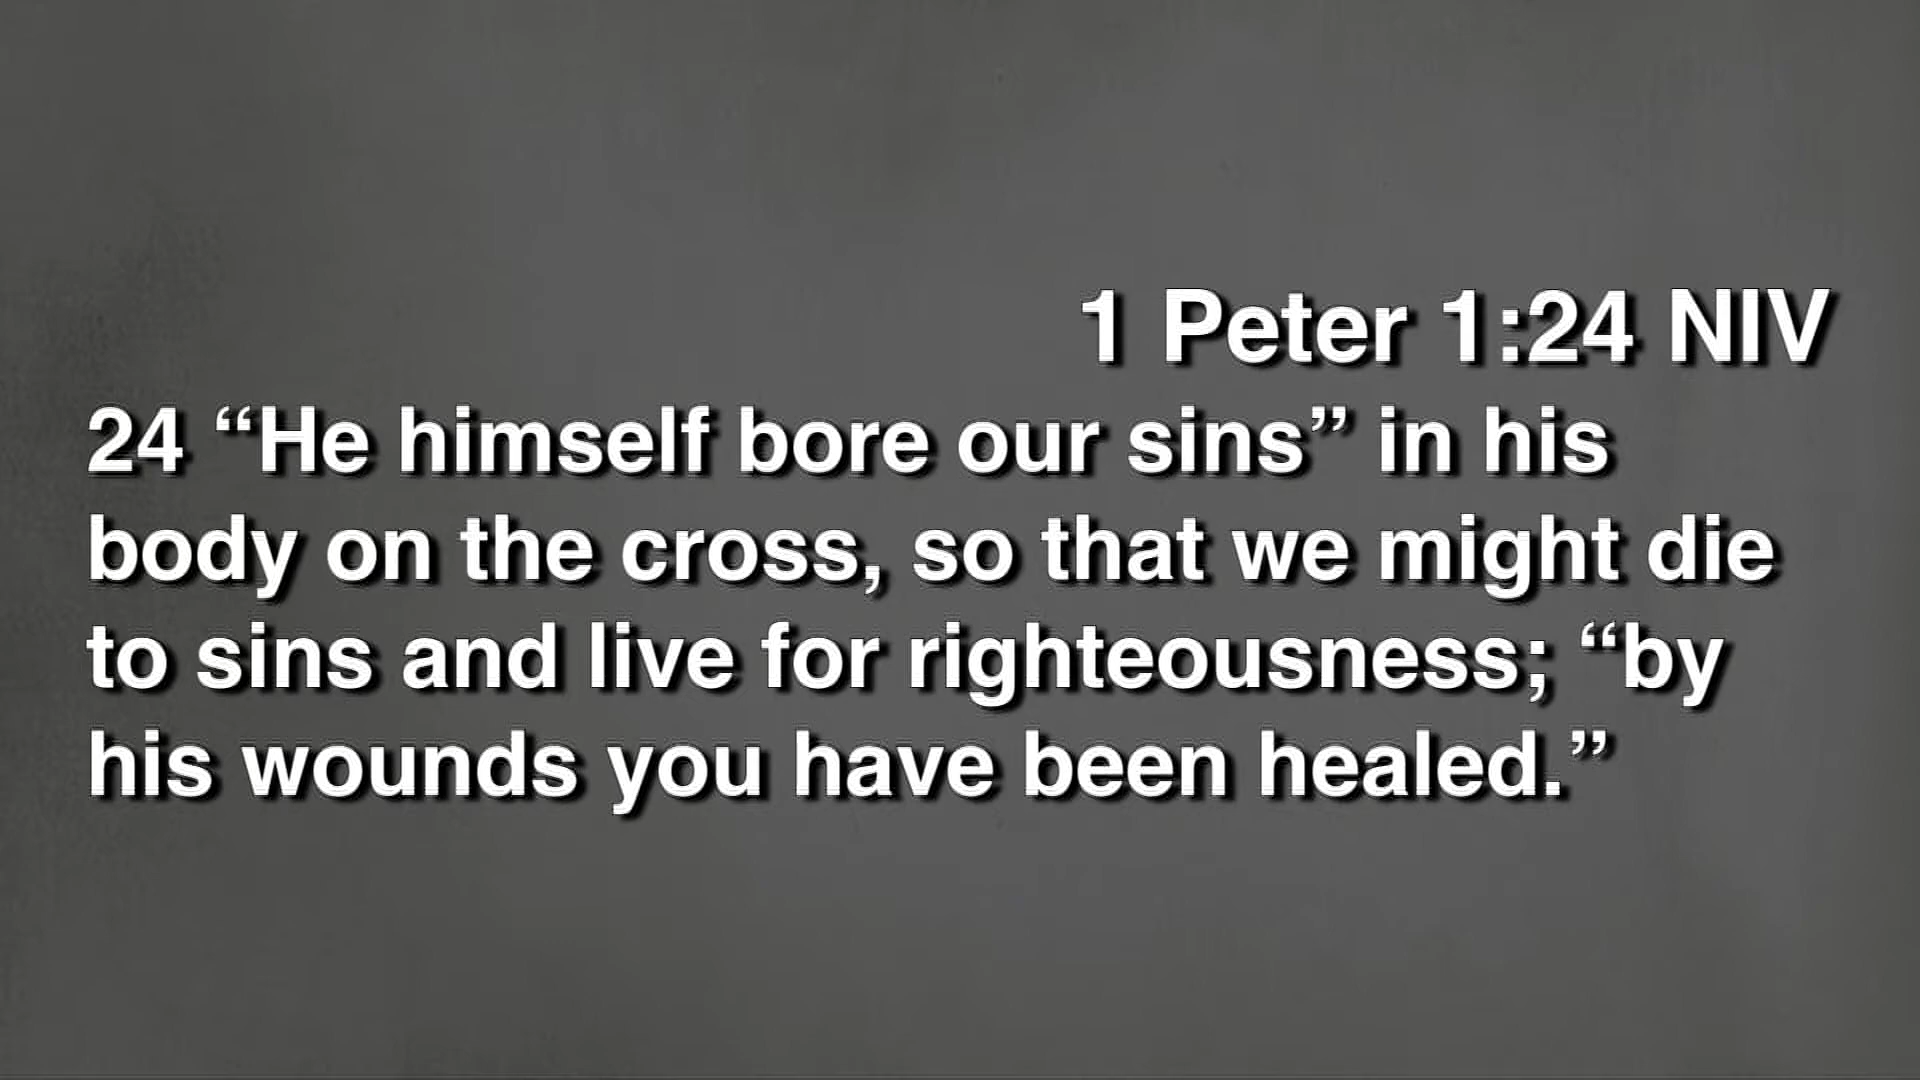 1 Peter 1:24 NIV
24 “He himself bore our sins” in his
body on the cross, so that we might die
to sins and live for righteousness; “by
his wounds you have been healed.”